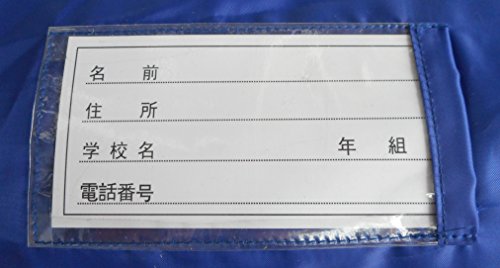 名前
住所
学校名 年 組
電話番号